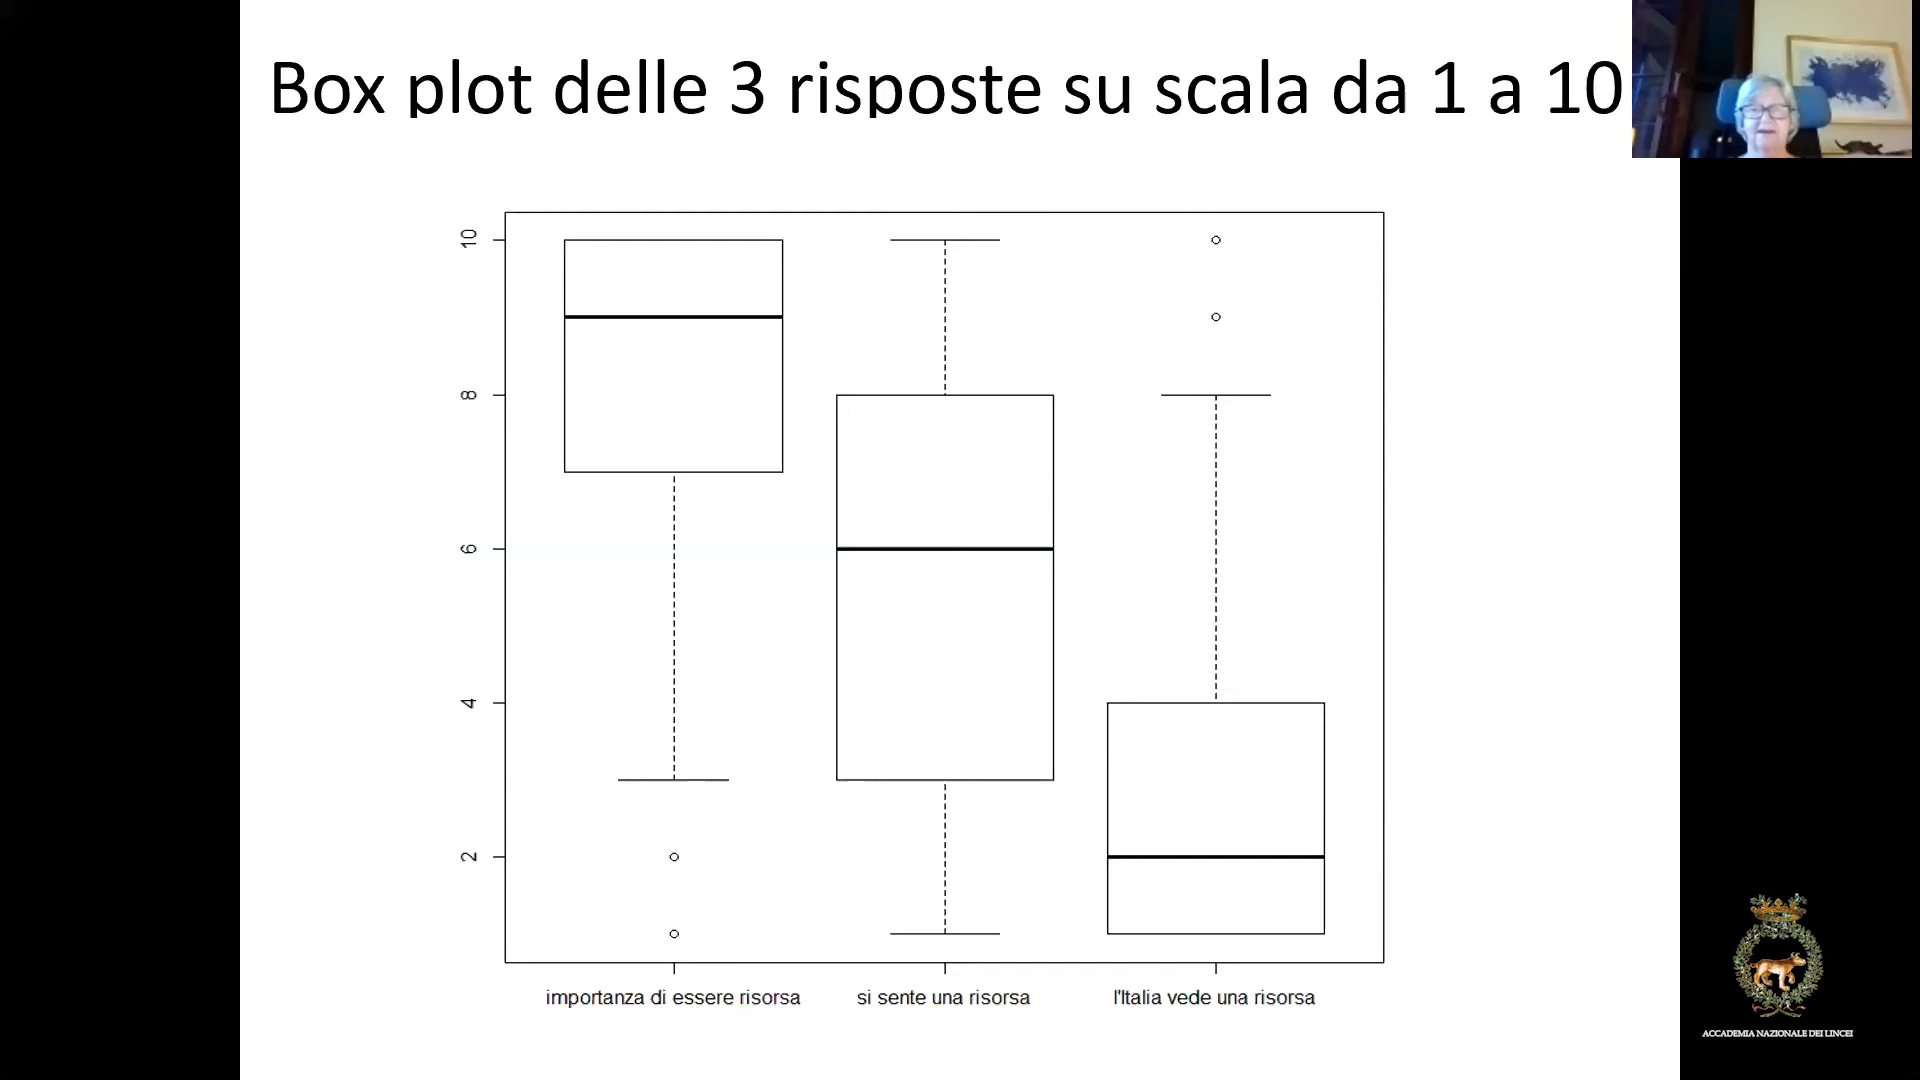 Box plot delle 3 risposte su scala da 1 a 10
10
8
6
4
2
importanza di essere risorsa
si sente una risorsa
l'Italia vede una risorsa
ACCADEMIA NAZIONALE DEI LINCEI